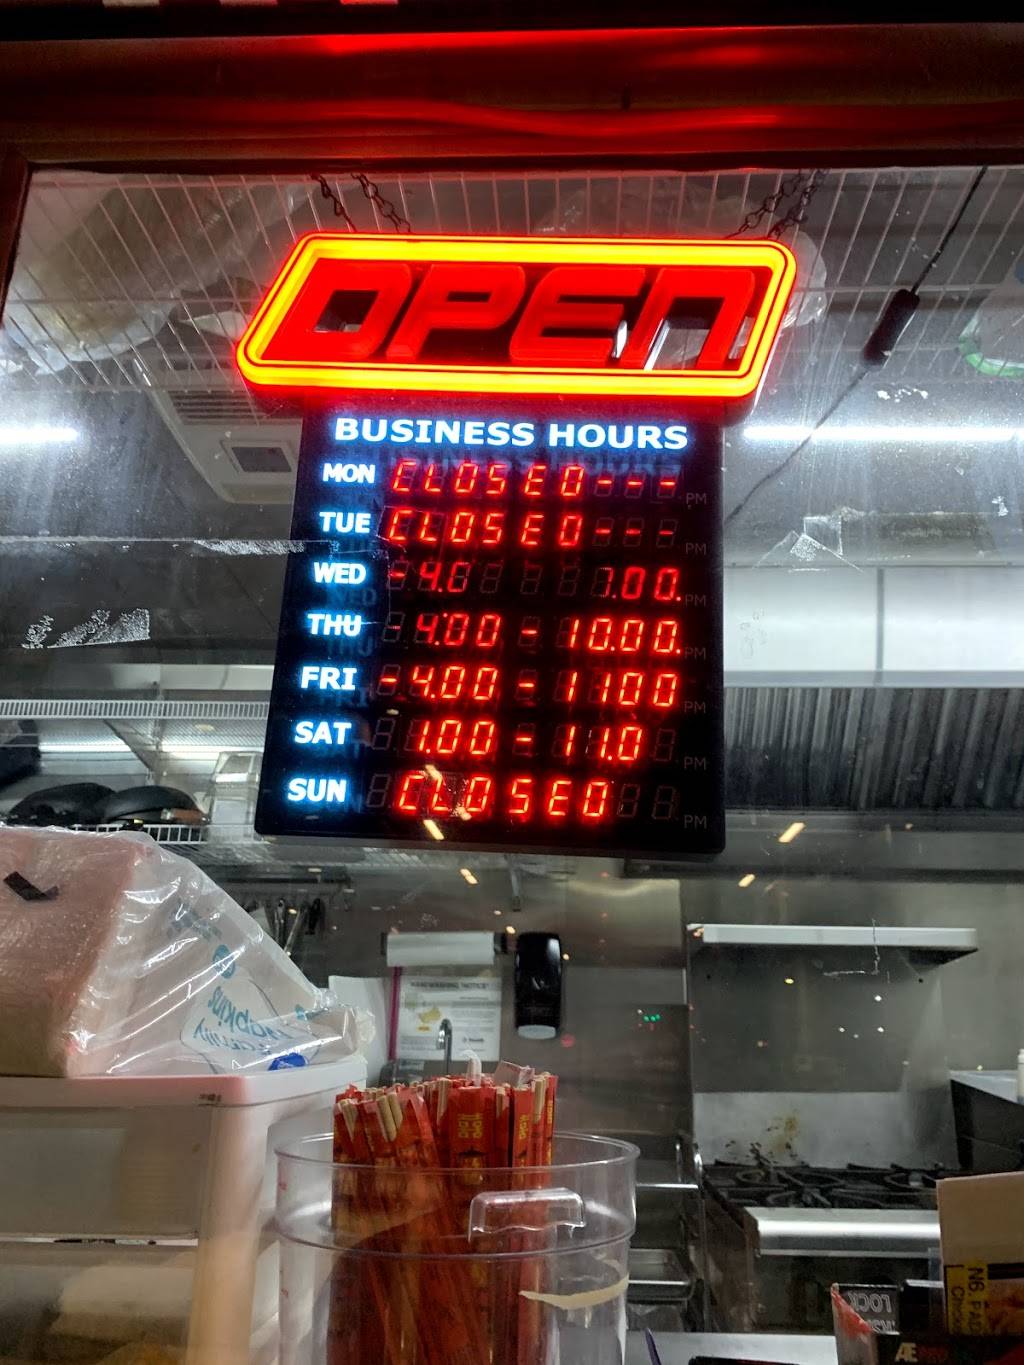 OPEN
BUSINESS HOURS
MON CLOSED--- PM
TUE CLOSED -- PM
WED -4.0 7.00. PM
THU -4.00 - 10.00. PM
FRI -4.00 - 1100 PM
SAT 1.00 - 11.0 PM
SUN CLOSED PM
Napkins